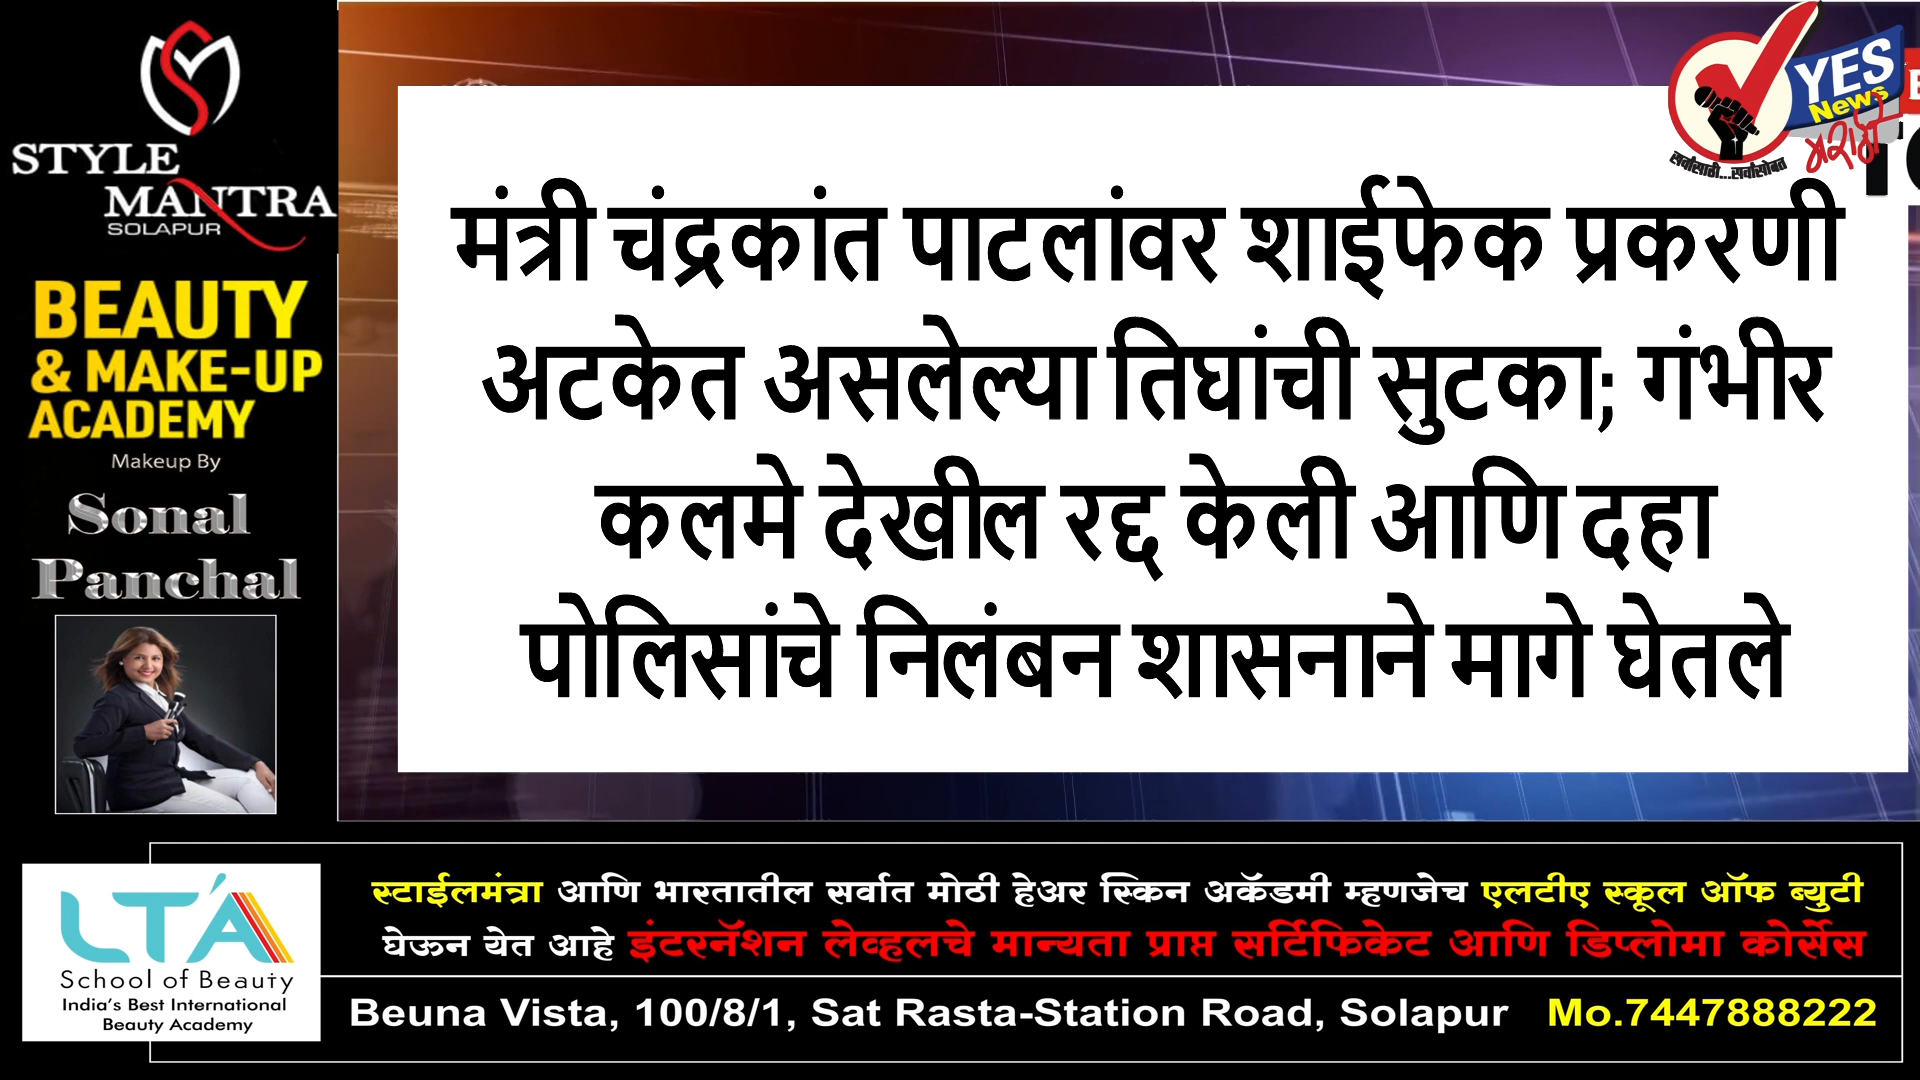 STYLE
MANTRA
SOLAPUR
BEAUTY
& MAKE-UP
ACADEMY
Makeup By
Sonal
Panchal
YES
News
मराठी
सर्वांसाठी...सर्वांसोबत
मंत्री चंद्रकांत पाटलांवर शाईफेक प्रकरणी
अटकेत असलेल्या तिघांची सुटका; गंभीर
कलमे देखील रद्द केली आणि दहा
पोलिसांचे निलंबन शासनाने मागे घेतले
LTA
School of Beauty
India's Best International
Beauty Academy
स्टाईलमंत्रा आणि भारतातील सर्वात मोठी हेअर स्किन अकॅडमी म्हणजेच एलटीए स्कूल ऑफ ब्युटी
घेऊन येत आहे इंटरनॅशन लेव्हलचे मान्यता प्राप्त सर्टिफिकेट आणि डिप्लोमा कोर्सेस
Beuna Vista, 100/8/1, Sat Rasta-Station Road, Solapur Mo.7447888222